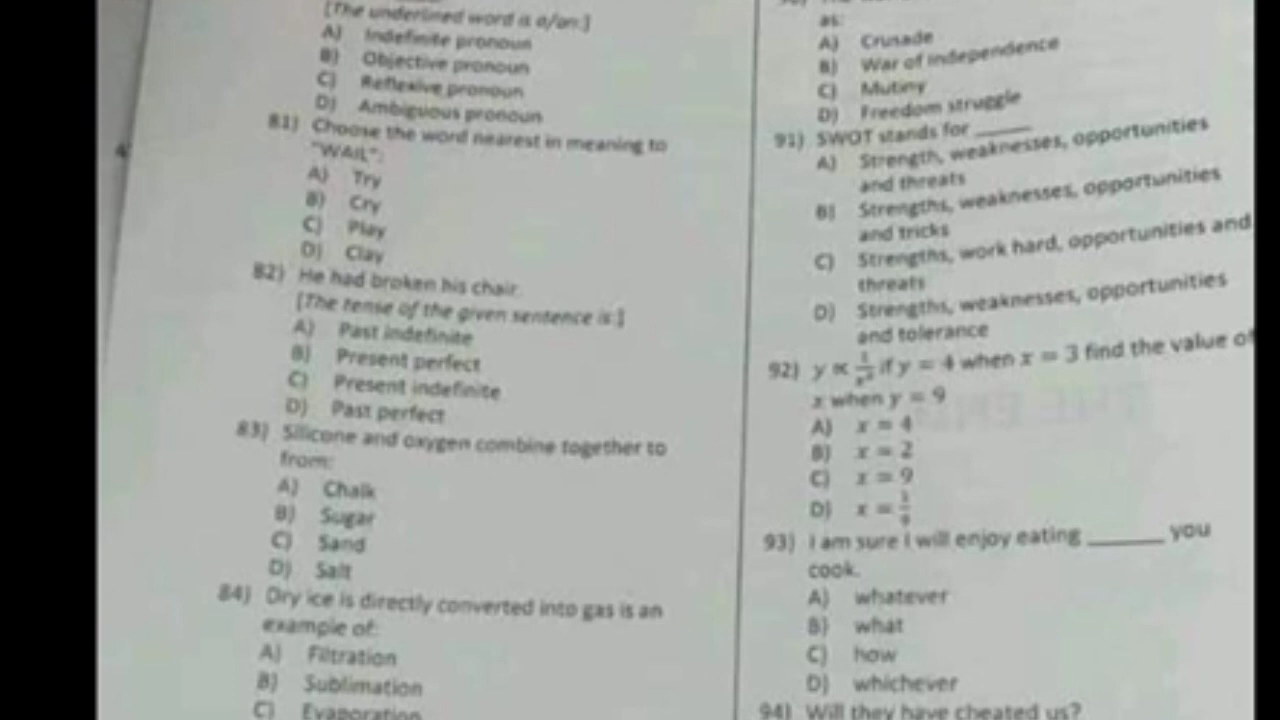 [The underlined word is a/an:]
A) Indefinite pronoun
B) Objective pronoun
C) Reflexive pronoun
D) Ambiguous pronoun
81) Choose the word nearest in meaning to
"WAIL":
A) Try
B) Cry
C) Play
D) Clay
82) He had broken his chair.
[The tense of the given sentence is:]
A) Past indefinite
B) Present perfect
C) Present indefinite
D) Past perfect
83) Silicone and oxygen combine together to
from:
A) Chalk
B) Sugar
C) Sand
D) Salt
84) Dry ice is directly converted into gas is an
example of:
A) Filtration
B) Sublimation
C) Evaporation
as:
A) Crusade
B) War of independence
C) Mutiny
D) Freedom struggle
91) SWOT stands for _____
A) Strength, weaknesses, opportunities
and threats
B) Strengths, weaknesses, opportunities
and tricks
C) Strengths, work hard, opportunities and
threats
D) Strengths, weaknesses, opportunities
and tolerance
92) y ∝ if y = 4 when x = 3 find the value of
x when y = 9
A) x = 4
B) x = 2
C) x = 9
D) x =
93) I am sure I will enjoy eating ______ you
cook.
A) whatever
B) what
C) how
D) whichever
94) Will they have cheated us?